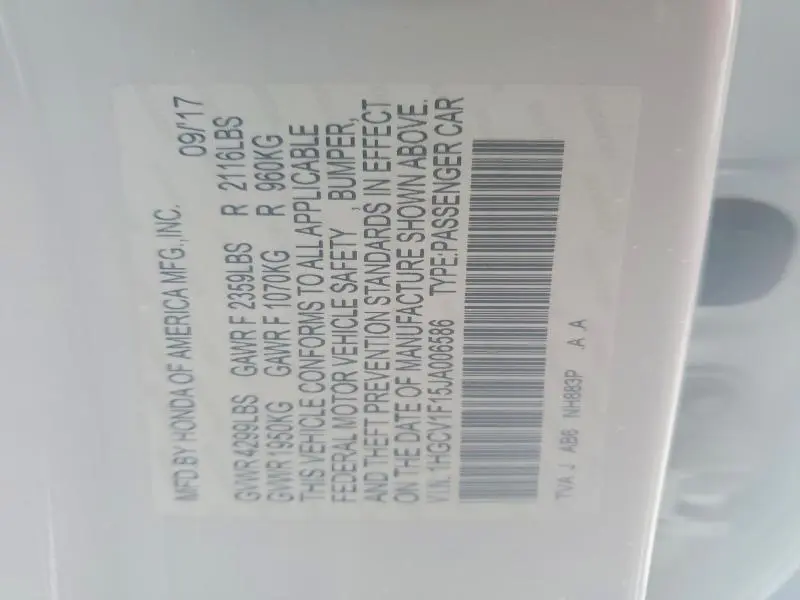 MFD.BY HONDA OF AMERICA MFG.,INC. 09/'17
GVWR 4299LBS GAWR F 2359LBS R 2116LBS
GVWR 1950KG GAWR F 1070KG R 960KG
THIS VEHICLE CONFORMS TO ALL APPLICABLE
FEDERAL MOTOR VEHICLE SAFETY , BUMPER,
AND THEFT PREVENTION STANDARDS IN EFFECT
ON THE DATE OF MANUFACTURE SHOWN ABOVE.
V.I.N. 1HGCV1F15JA006586 TYPE:PASSENGER CAR
TVA J AB6 NH883P .A .A